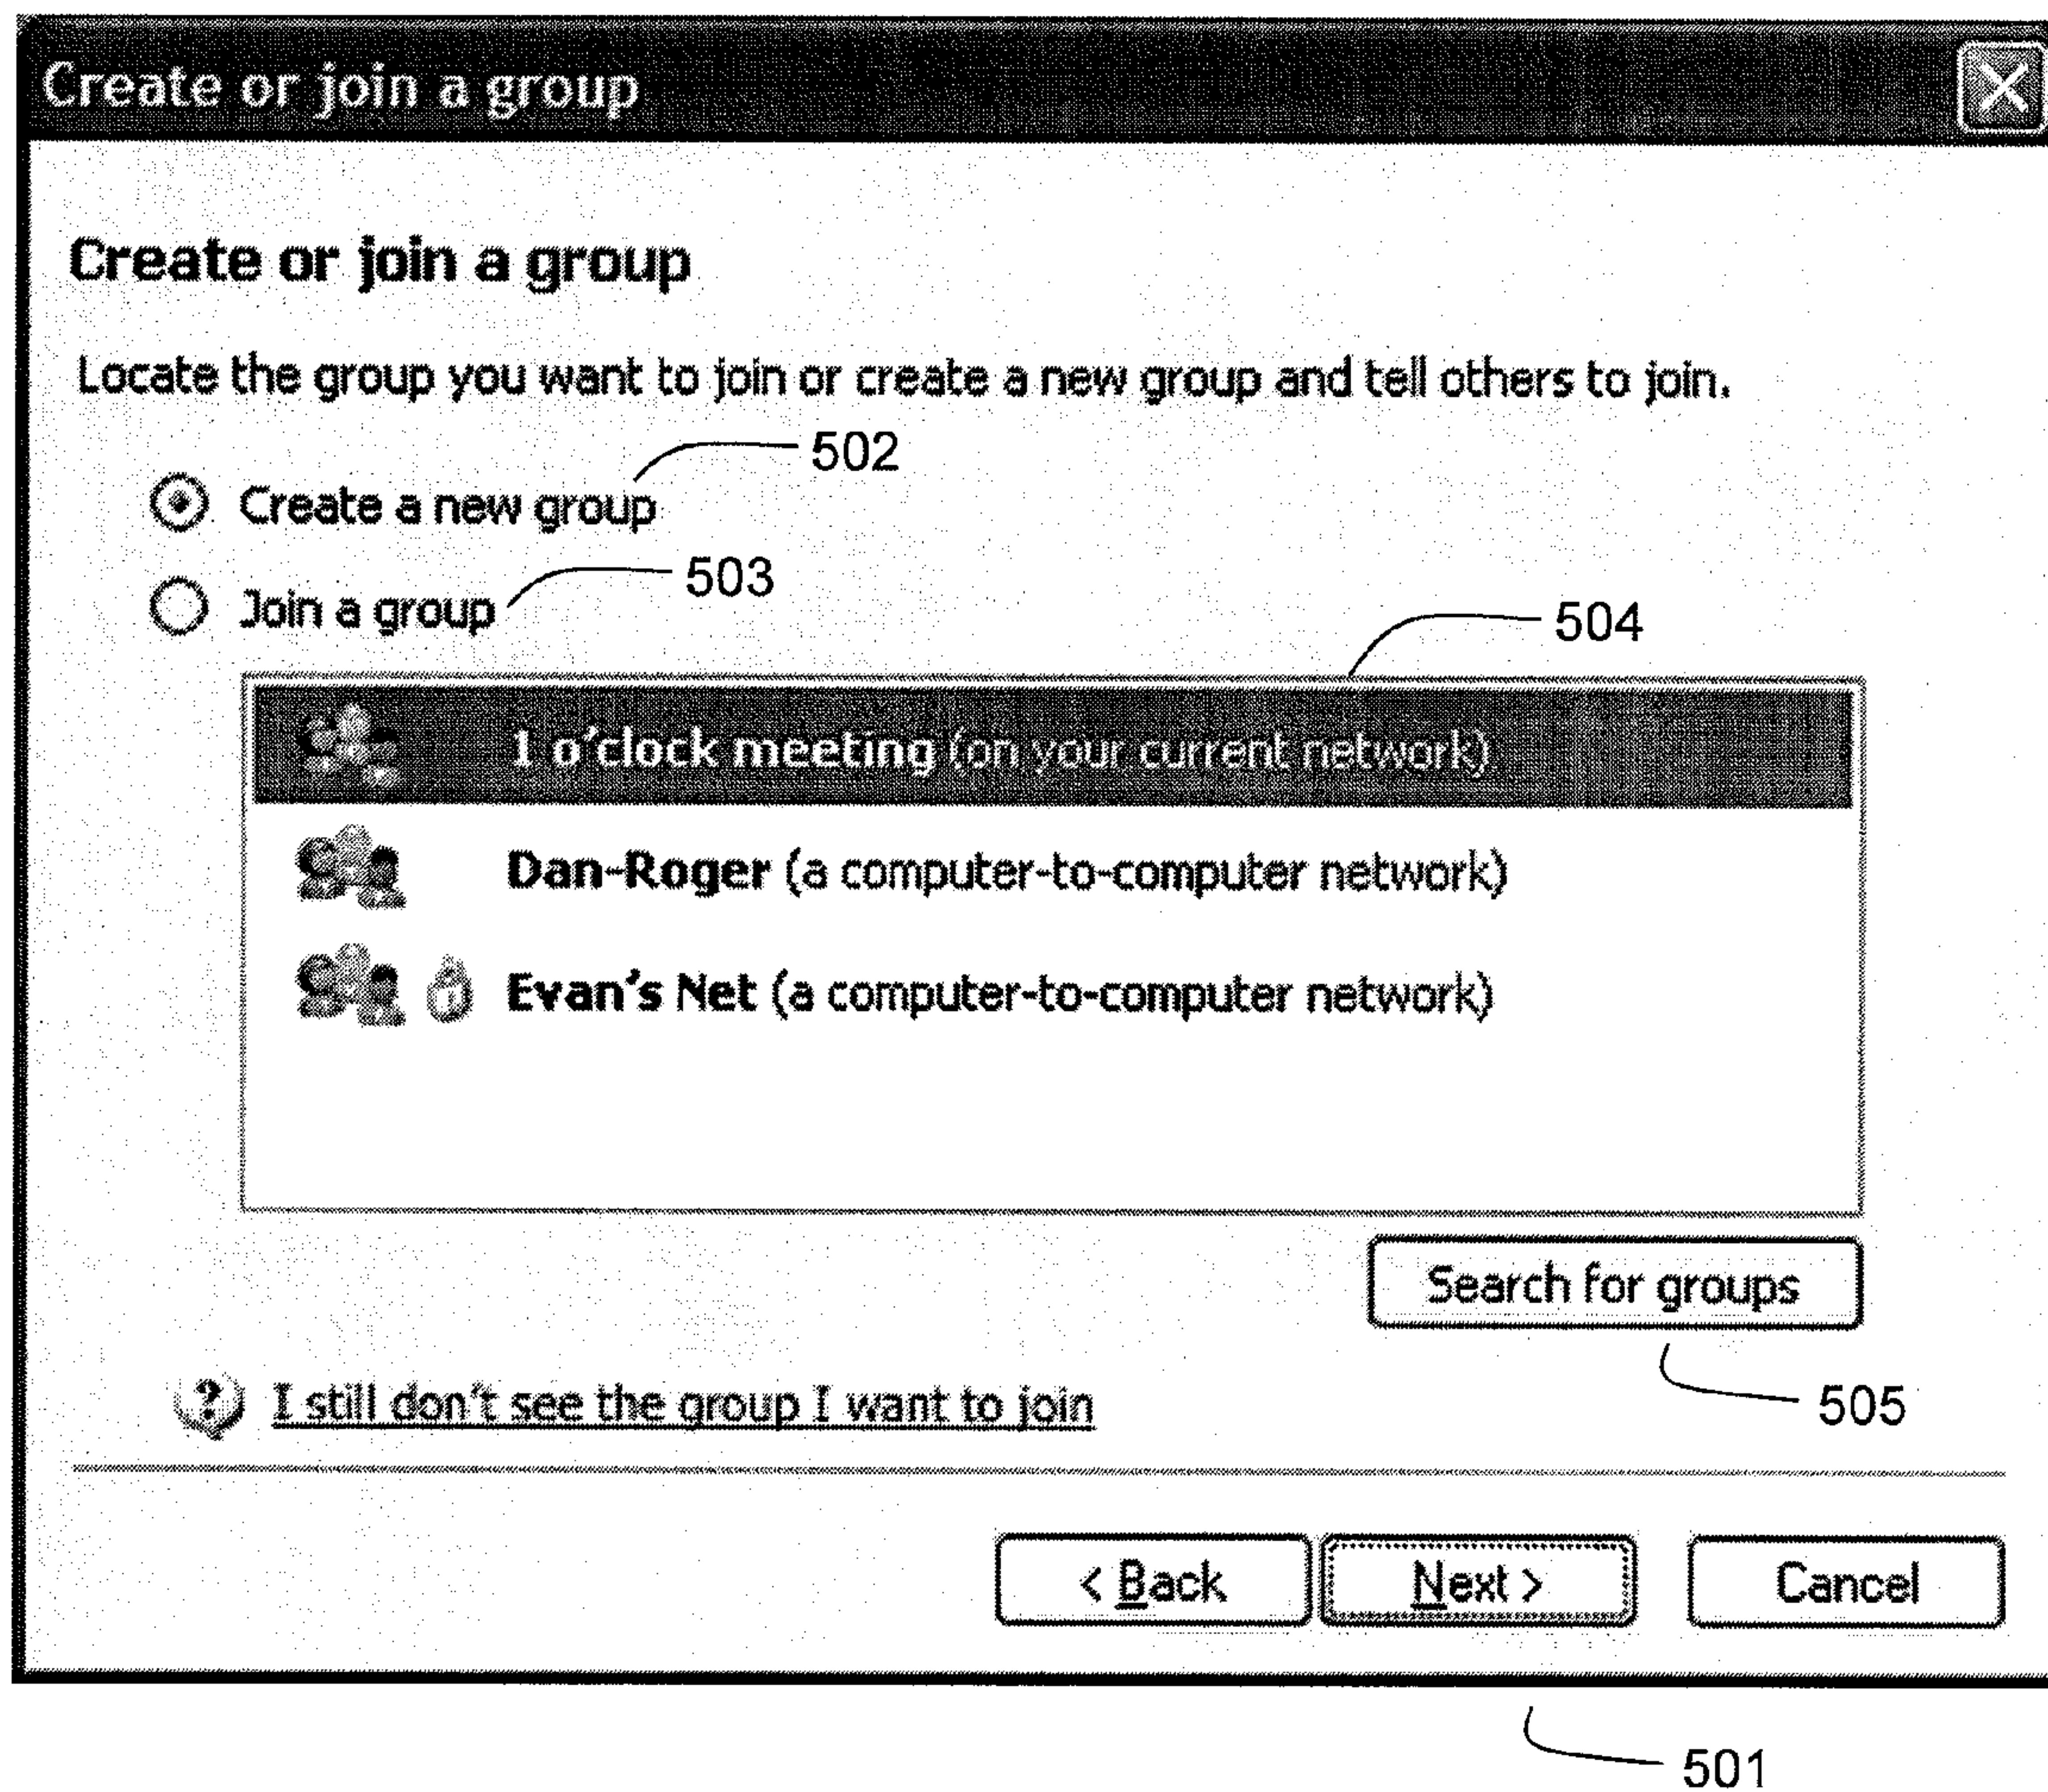 Create or join a group
Create or join a group
Locate the group you want to join or create a new group and tell others to join.
502
Create a new group
503
Join a group
504
1 o'clock meeting (on your current network)
Dan-Roger (a computer-to-computer network)
Evan's Net (a computer-to-computer network)
Search for groups
? I still don't see the group I want to join
505
< Back Next > Cancel
501